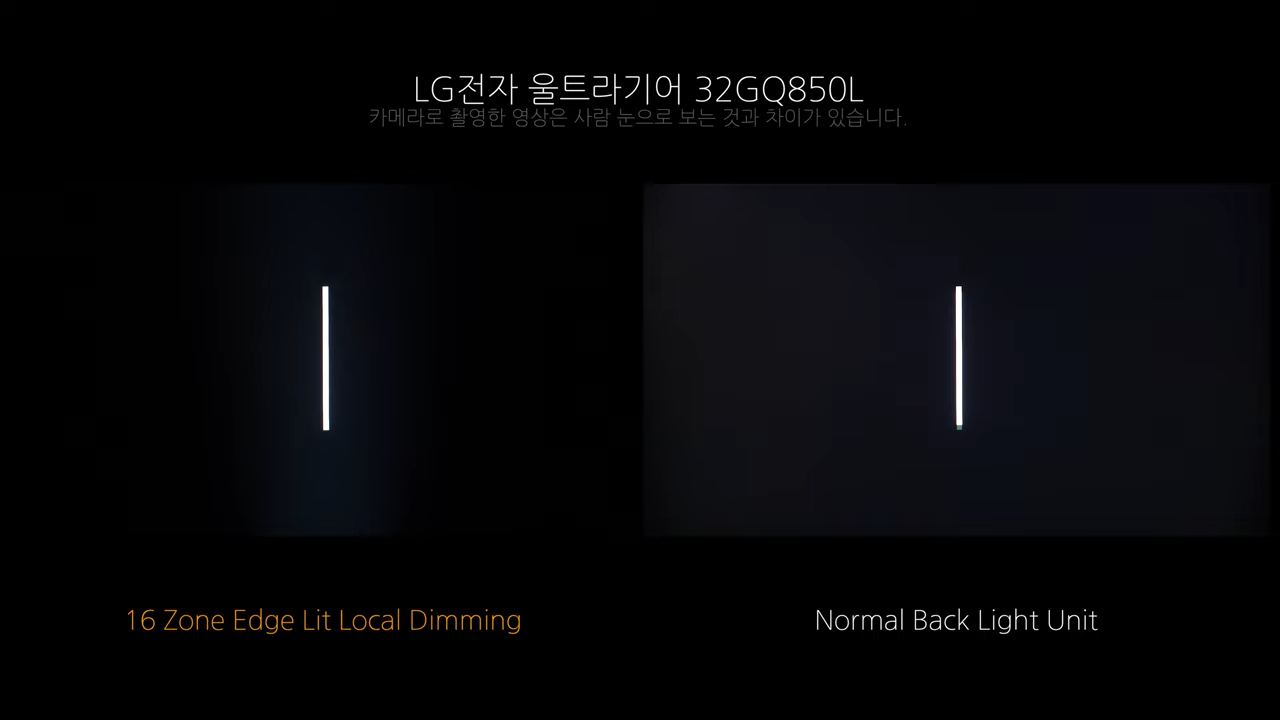 LG전자 울트라기어 32GQ850L
카메라로 촬영한 영상은 사람 눈으로 보는 것과 차이가 있습니다.
16 Zone Edge Lit Local Dimming
Normal Back Light Unit